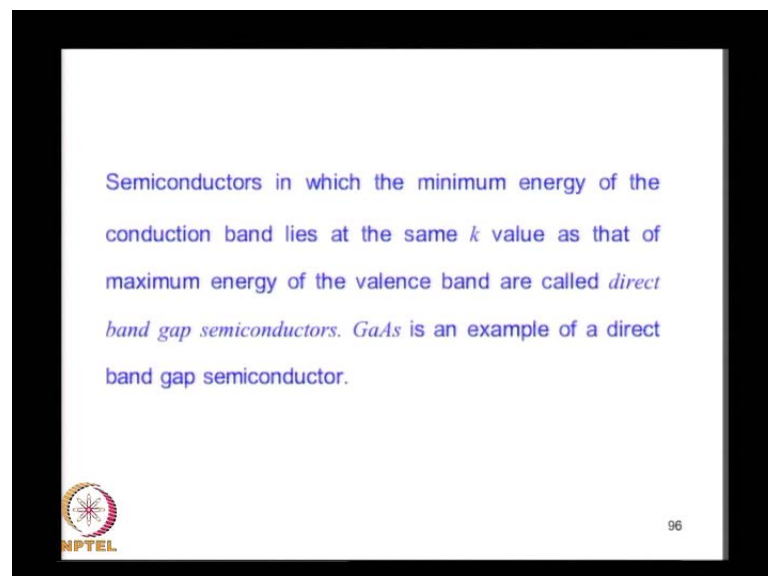 Semiconductors in which the minimum energy of the
conduction band lies at the same k value as that of
maximum energy of the valence band are called direct
band gap semiconductors. GaAs is an example of a direct
band gap semiconductor.
NPTEL
96